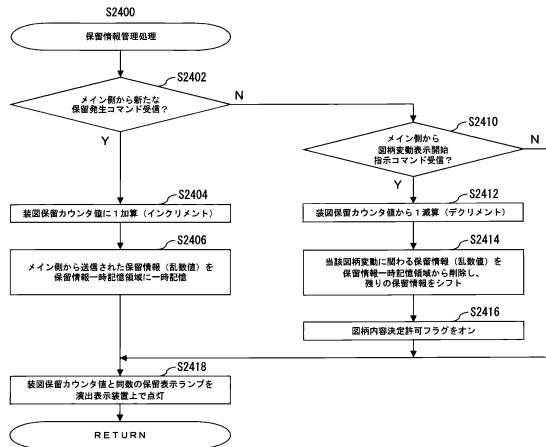 S2400
保留情報管理処理
S2402
メイン側から新たな
保留発生コマンド受信？
N
Y
S2410
メイン側から
図柄変動表示開始
指示コマンド受信？
N
Y
S2404
装図保留カウンタ値に１加算（インクリメント）
S2406
メイン側から送信された保留情報（乱数値）を
保留情報一時記憶領域に一時記憶
S2412
装図保留カウンタ値から１減算（デクリメント）
S2414
当該図柄変動に関わる保留情報（乱数値）を
保留情報一時記憶領域から削除し、
残りの保留情報をシフト
S2416
図柄内容決定許可フラグをオン
S2418
装図保留カウンタ値と同数の保留表示ランプを
演出表示装置上で点灯
ＲＥＴＵＲＮ